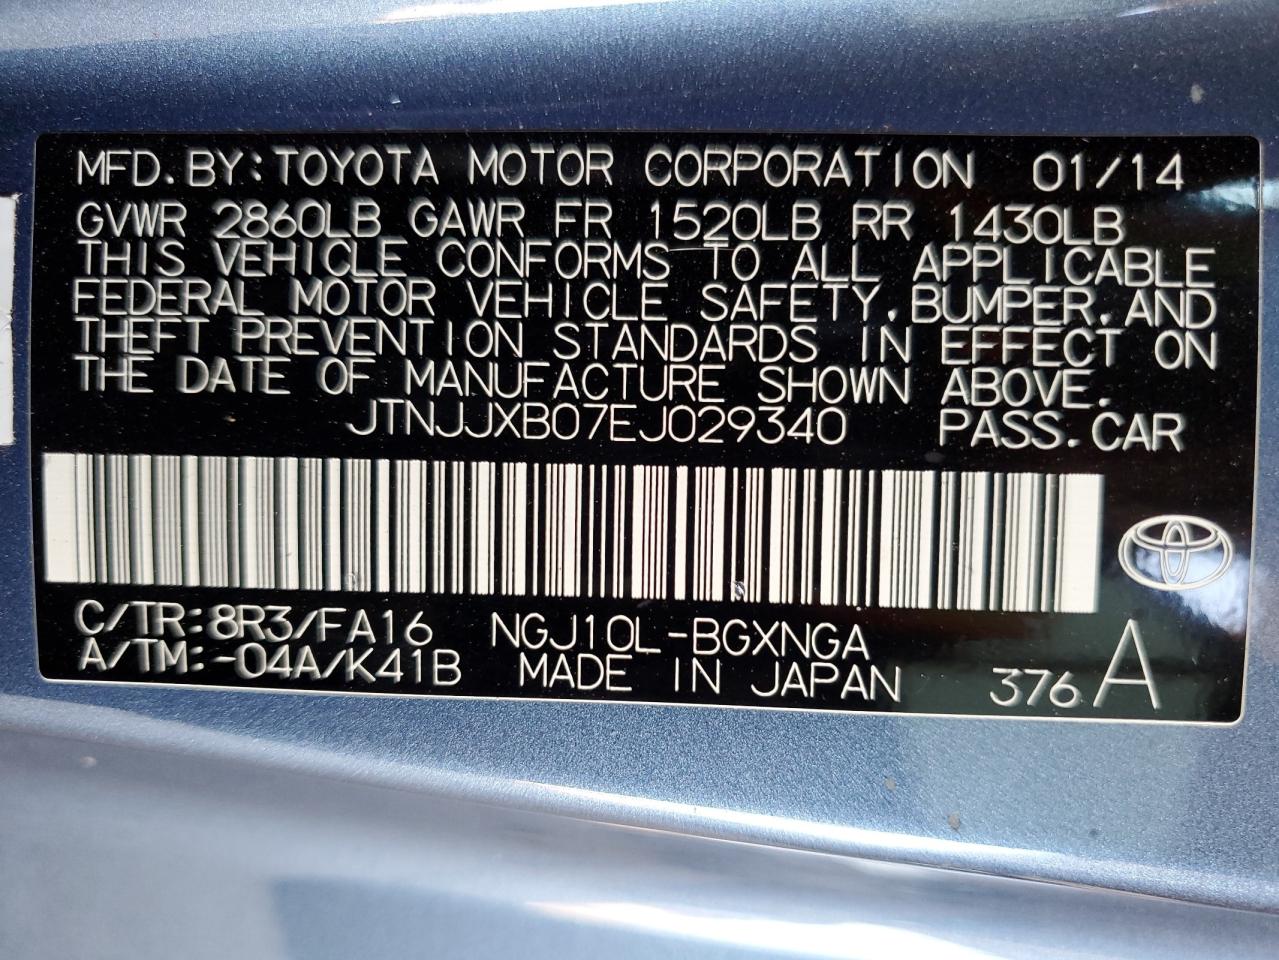 MFD. BY: TOYOTA MOTOR CORPORATION 01/14
GVWR 2860LB GAWR FR 1520LB RR 1430LB
THIS VEHICLE CONFORMS TO ALL APPLICABLE
FEDERAL MOTOR VEHICLE SAFETY, BUMPER, AND
THEFT PREVENTION STANDARDS IN EFFECT ON
THE DATE OF MANUFACTURE SHOWN ABOVE.
JTNJJXB07EJ029340 PASS. CAR
C/TR: 8R3/FA16 NGJ10L-BGXNGA
A/TM: -04A/K41B MADE IN JAPAN 376 A